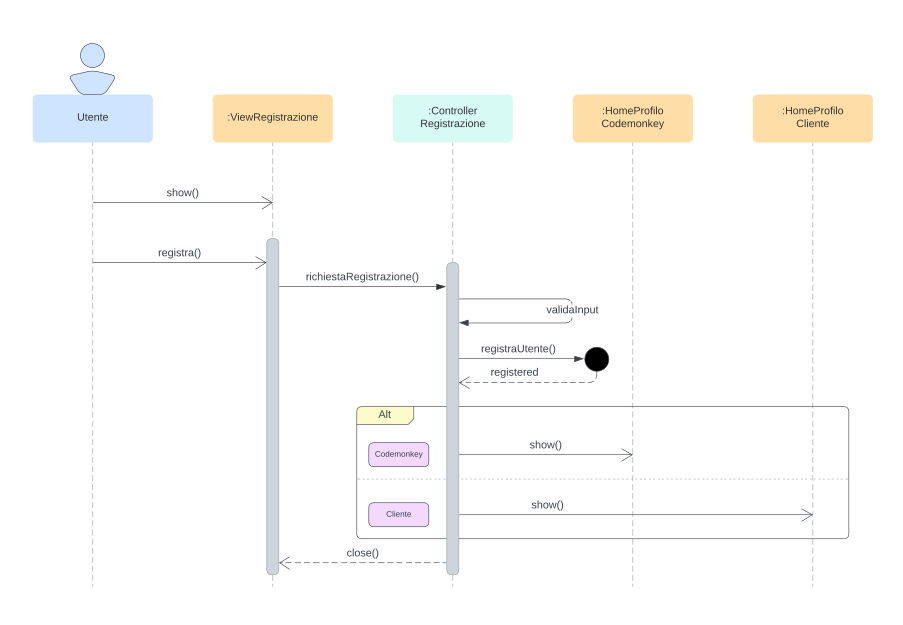 Utente
:ViewRegistrazione
:Controller
Registrazione
:HomeProfilo
Codemonkey
:HomeProfilo
Cliente
show()
registra()
richiestaRegistrazione()
validaInput
registraUtente()
registered
Alt
Codemonkey
show()
Cliente
show()
close()